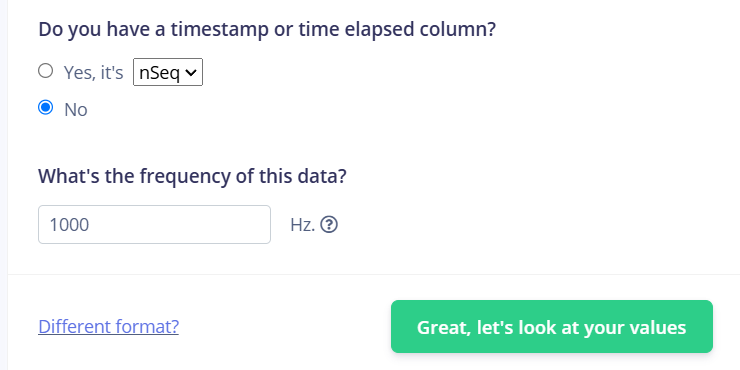 Do you have a timestamp or time elapsed column?
Yes, it's nSeq
No
What's the frequency of this data?
1000 Hz. ?
Different format? Great, let's look at your values